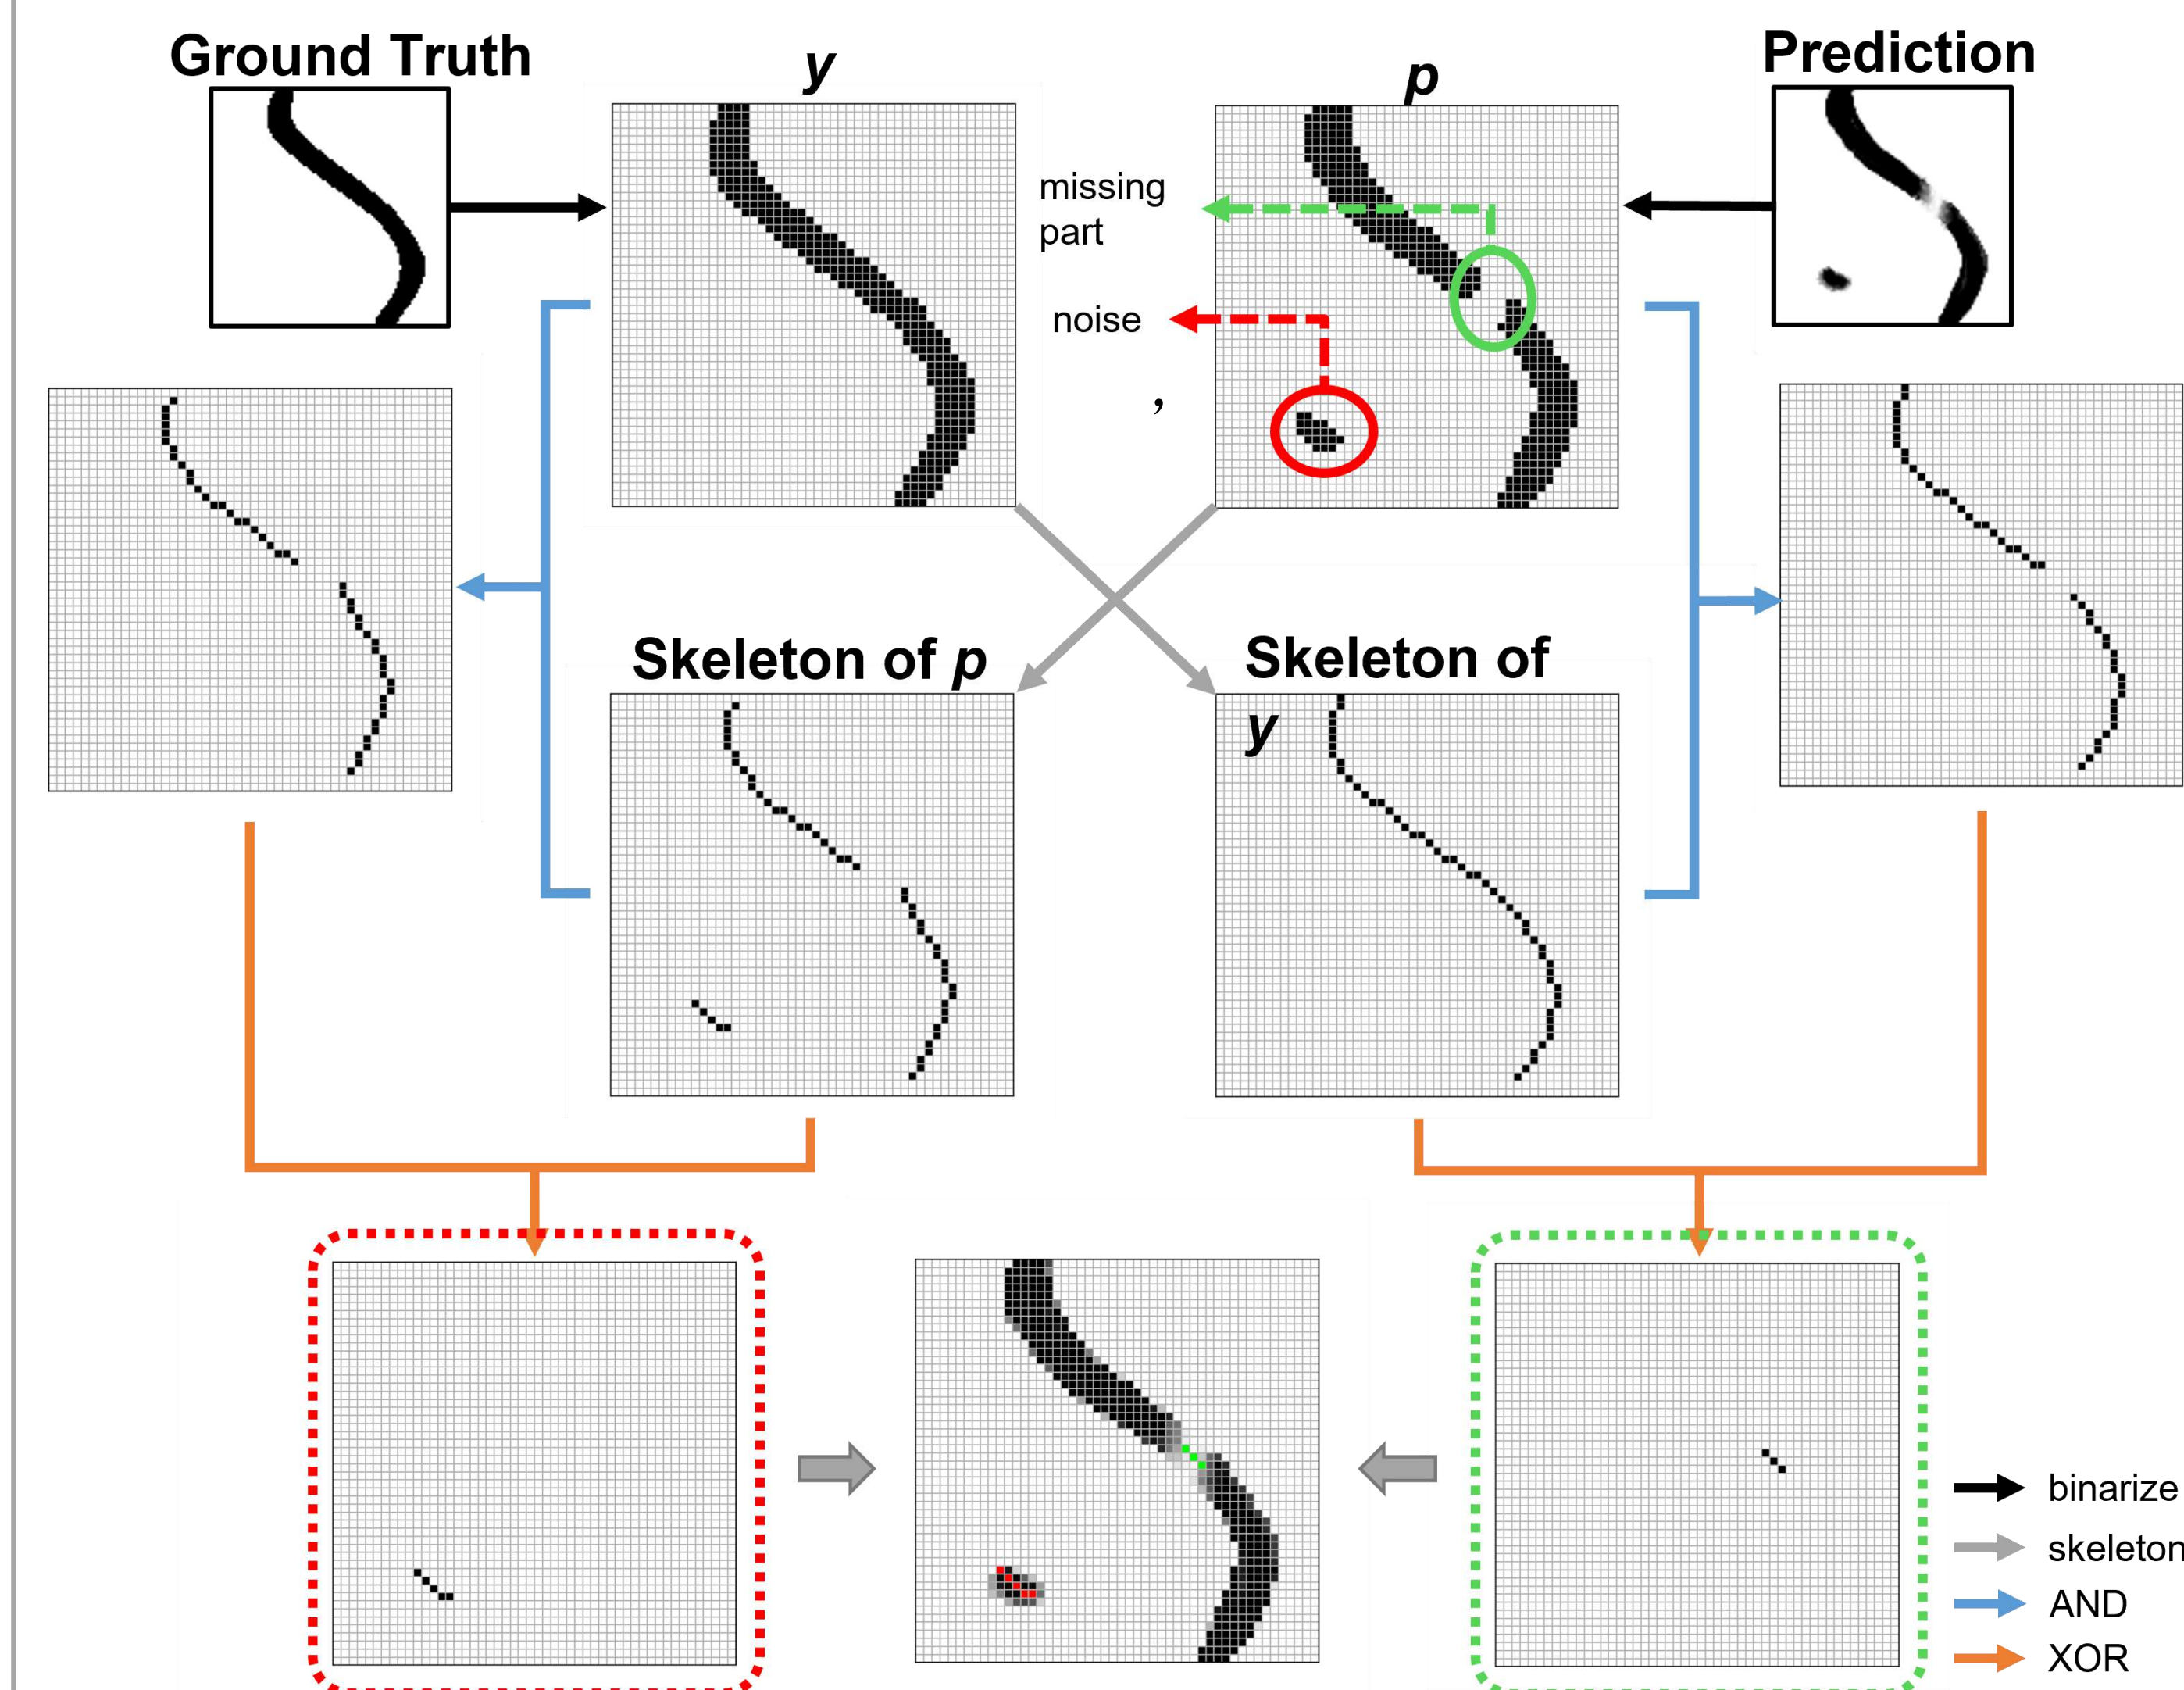 Ground Truth
y
p
Prediction
missing
part
noise
,
Skeleton of p
Skeleton of
y
binarize
skeleton
AND
XOR